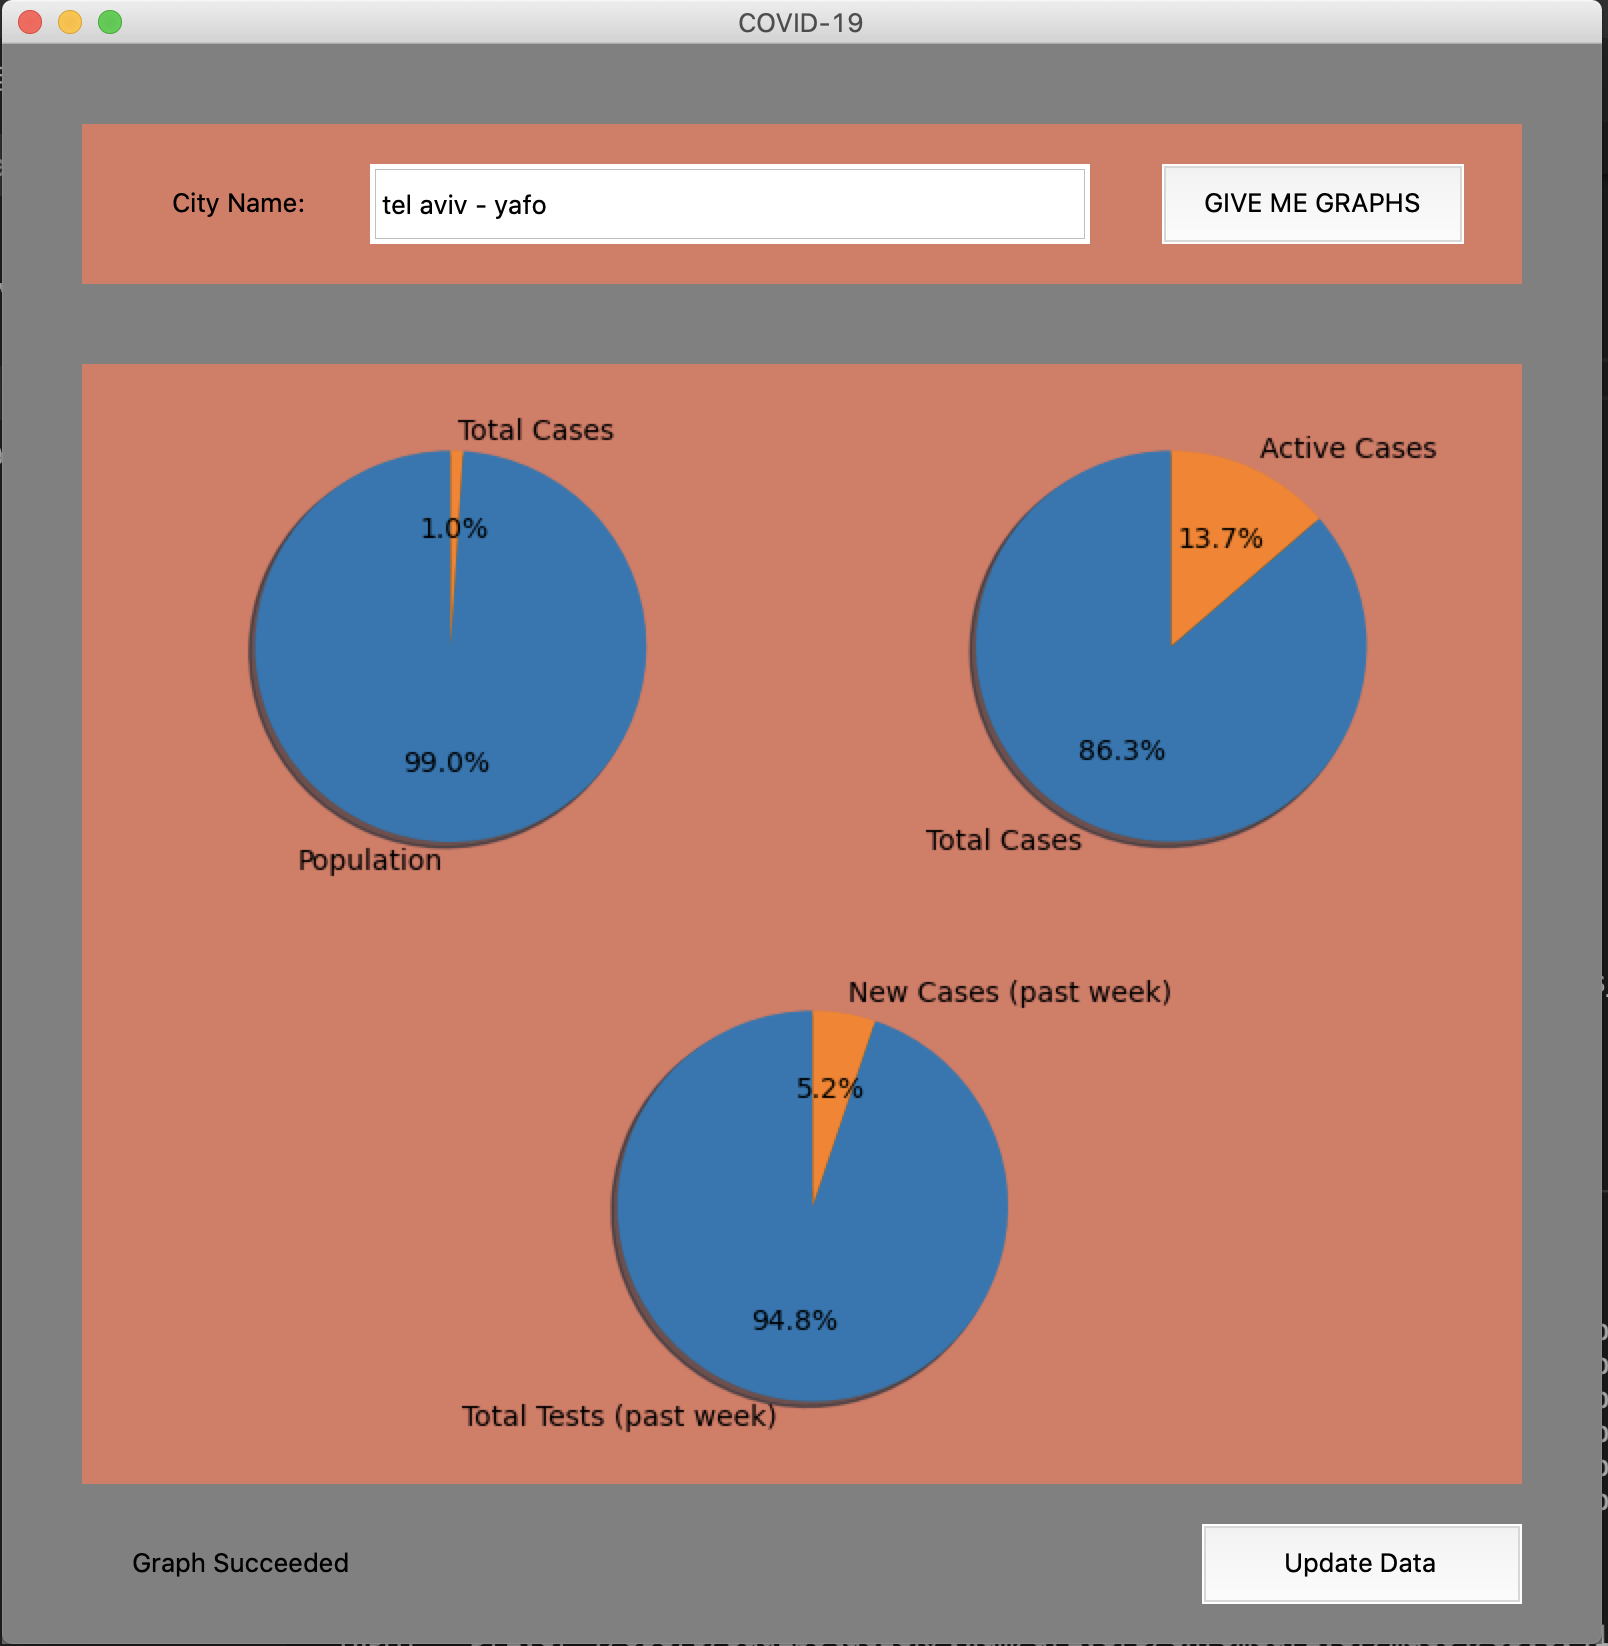 COVID-19
City Name:
tel aviv - yafo
GIVE ME GRAPHS
Total Cases
1.0%
99.0%
Population
Active Cases
13.7%
86.3%
Total Cases
New Cases (past week)
5.2%
94.8%
Total Tests (past week)
Graph Succeeded
Update Data